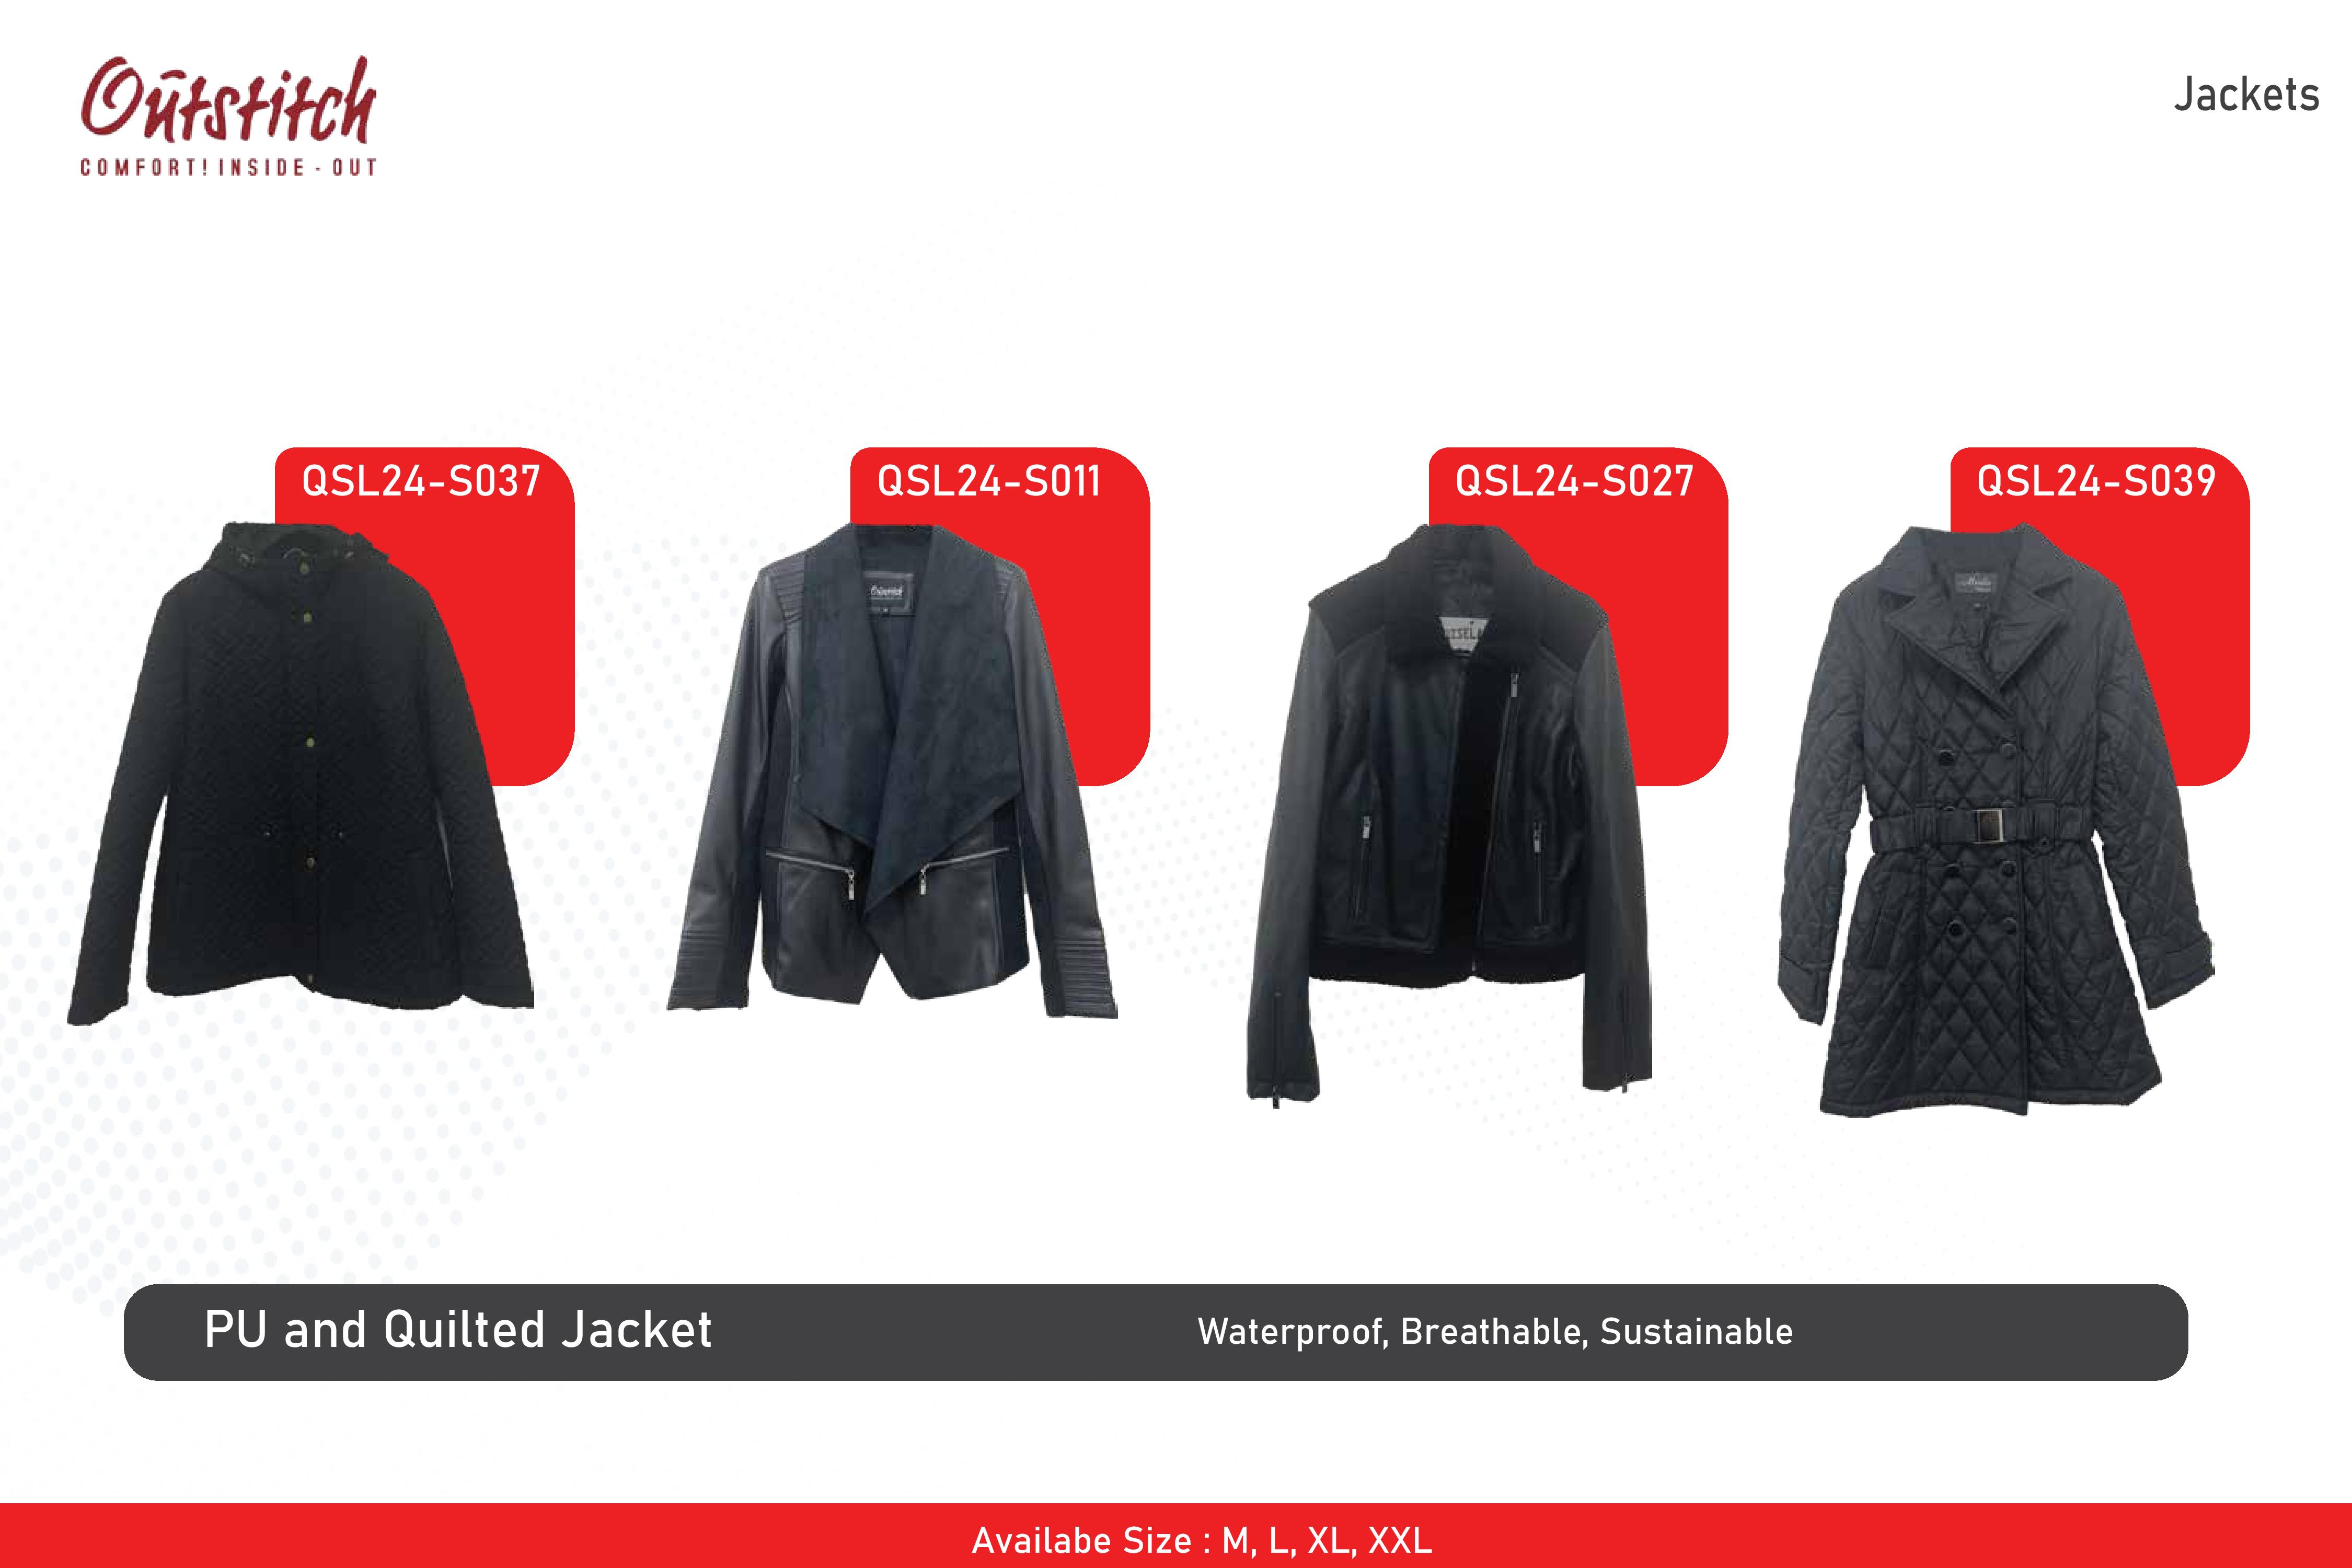 Outstitch
COMFORT! INSIDE - OUT
Jackets
QSL24-S037
QSL24-S011
QSL24-S027
QSL24-S039
Outstitch
PU and Quilted Jacket
Waterproof, Breathable, Sustainable
Availabe Size : M, L, XL, XXL